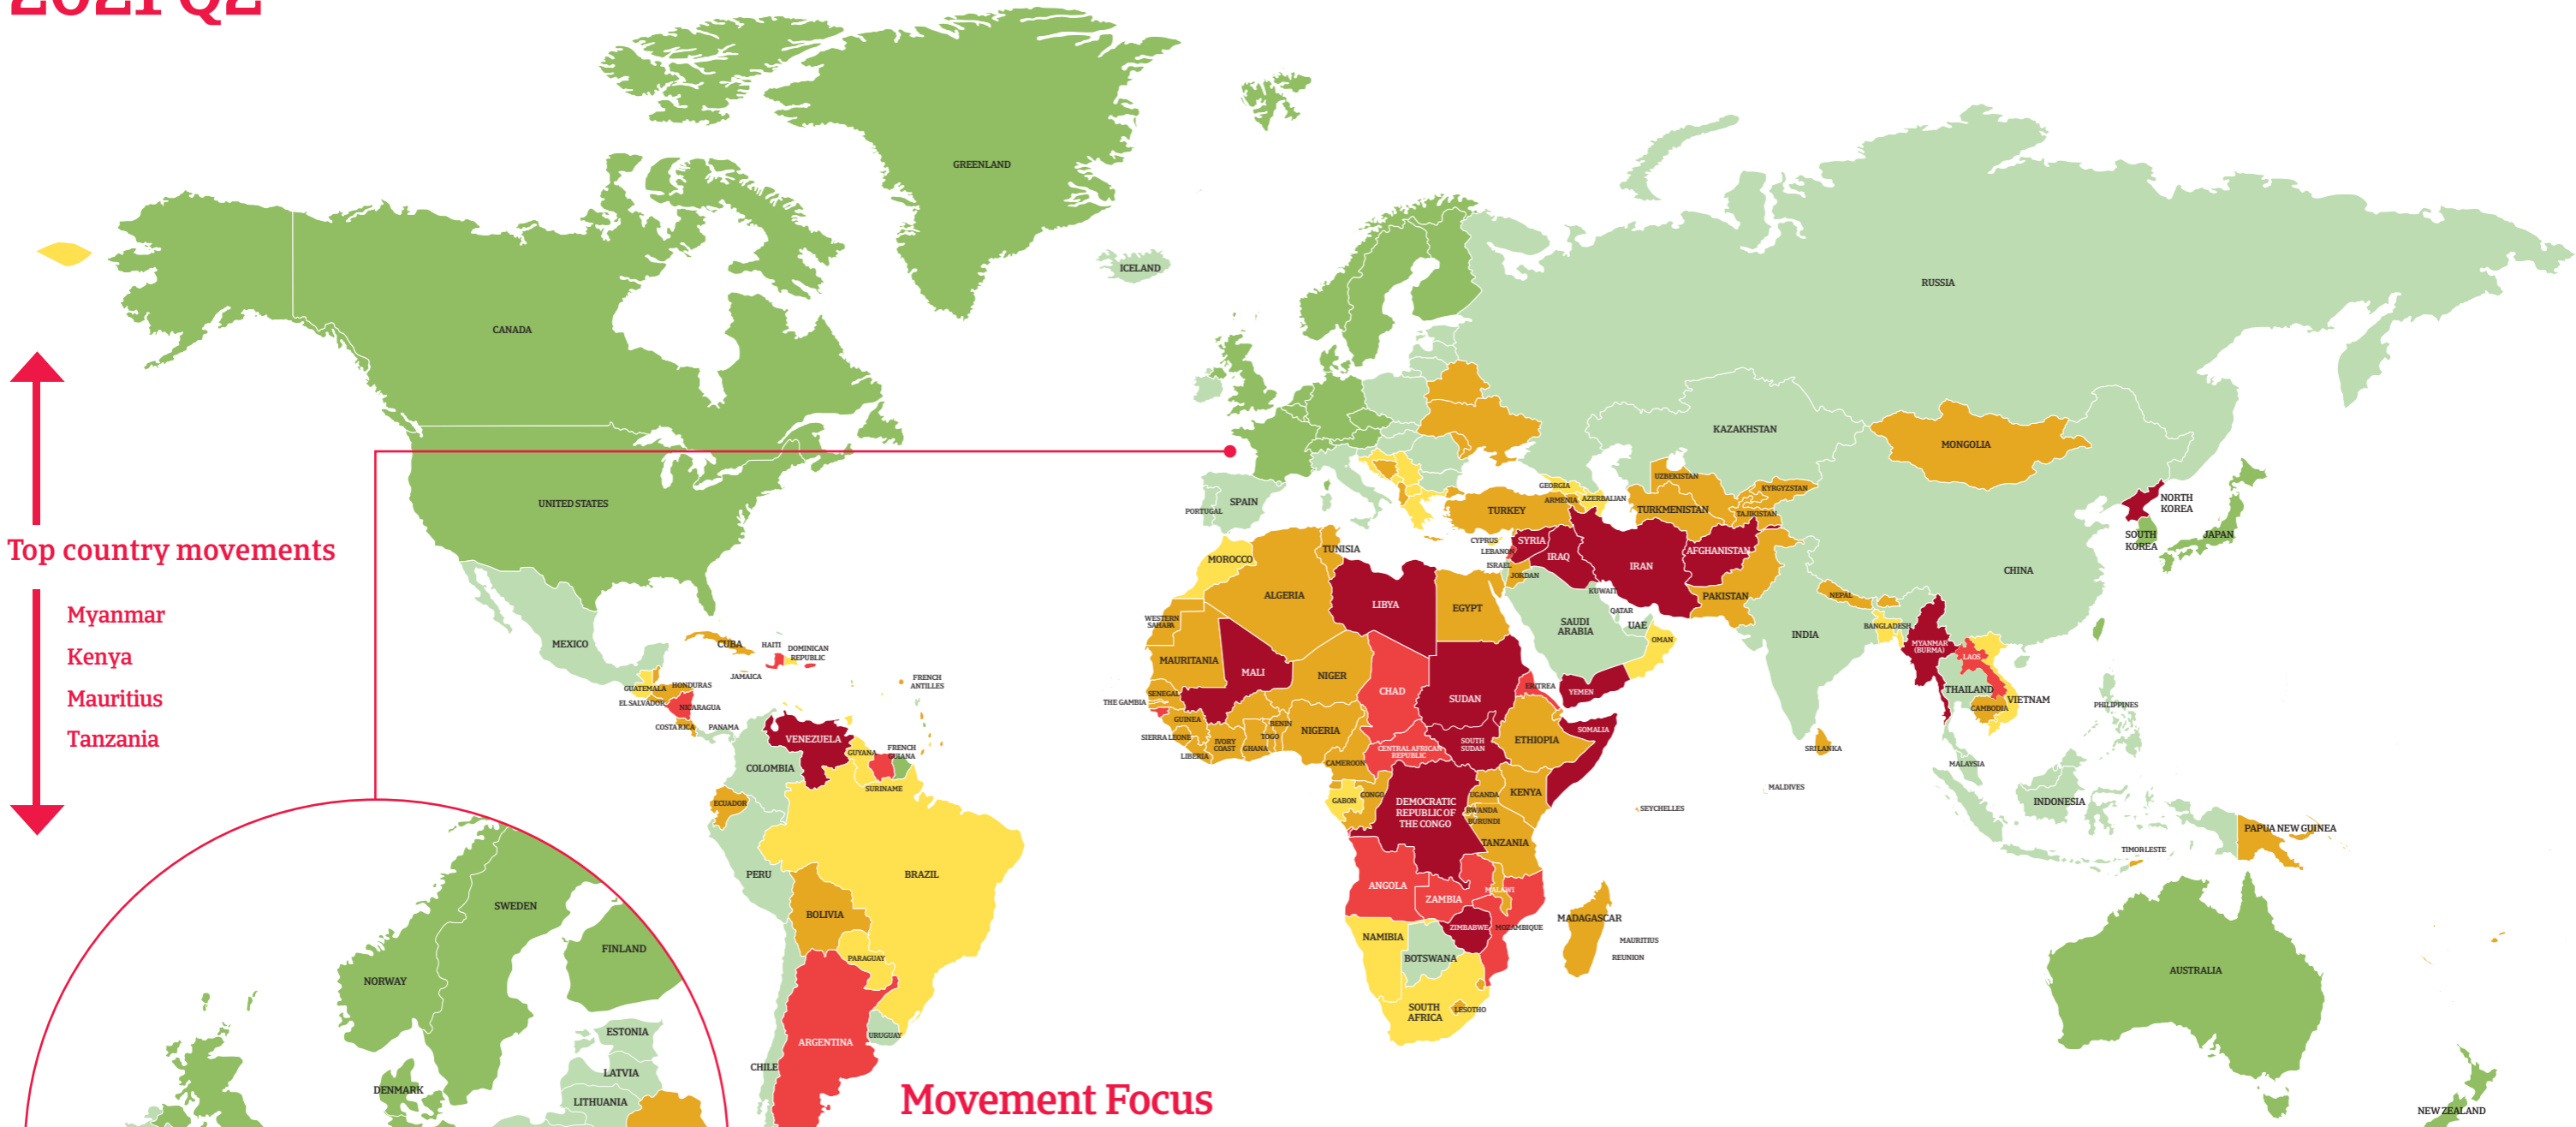 2021 Q2
GREENLAND
ICELAND
RUSSIA
CANADA
UNITED STATES
KAZAKHSTAN
MONGOLIA
Top country movements
Myanmar
Kenya
Mauritius
Tanzania
SPAIN
PORTUGAL
GEORGIA
ARMENIA
AZERBAIJAN
TURKEY
UZBEKISTAN
KYRGYZSTAN
TURKMENISTAN
TAJIKISTAN
NORTH
KOREA
SOUTH
KOREA
JAPAN
CHINA
CYPRUS
SYRIA
LEBANON
IRAQ
ISRAEL
JORDAN
IRAN
AFGHANISTAN
KUWAIT
PAKISTAN
NEPAL
QATAR
SAUDI
ARABIA
UAE
OMAN
INDIA
BANGLADESH
MYANMAR
(BURMA)
LAOS
THAILAND
VIETNAM
CAMBODIA
PHILIPPINES
YEMEN
SRI LANKA
MALAYSIA
MALDIVES
INDONESIA
SEYCHELLES
PAPUA NEW GUINEA
TIMOR LESTE
MOROCCO
TUNISIA
ALGERIA
LIBYA
EGYPT
WESTERN
SAHARA
MAURITANIA
MALI
NIGER
CHAD
SUDAN
ERITREA
SENEGAL
THE GAMBIA
GUINEA
SIERRA LEONE
LIBERIA
IVORY
COAST
GHANA
TOGO
BENIN
NIGERIA
CAMEROON
CENTRAL AFRICAN
REPUBLIC
SOUTH
SUDAN
ETHIOPIA
SOMALIA
GABON
CONGO
DEMOCRATIC
REPUBLIC OF
THE CONGO
UGANDA
KENYA
RWANDA
BURUNDI
TANZANIA
ANGOLA
ZAMBIA
MALAWI
ZIMBABWE
MOZAMBIQUE
MADAGASCAR
MAURITIUS
REUNION
NAMIBIA
BOTSWANA
SOUTH
AFRICA
LESOTHO
MEXICO
CUBA
HAITI
DOMINICAN
REPUBLIC
JAMAICA
GUATEMALA
HONDURAS
EL SALVADOR
NICARAGUA
COSTA RICA
PANAMA
FRENCH
ANTILLES
VENEZUELA
GUYANA
FRENCH
GUIANA
SURINAME
COLOMBIA
ECUADOR
PERU
BRAZIL
BOLIVIA
PARAGUAY
URUGUAY
ARGENTINA
CHILE
AUSTRALIA
NEW ZEALAND
SWEDEN
FINLAND
NORWAY
ESTONIA
LATVIA
DENMARK
LITHUANIA
Movement Focus